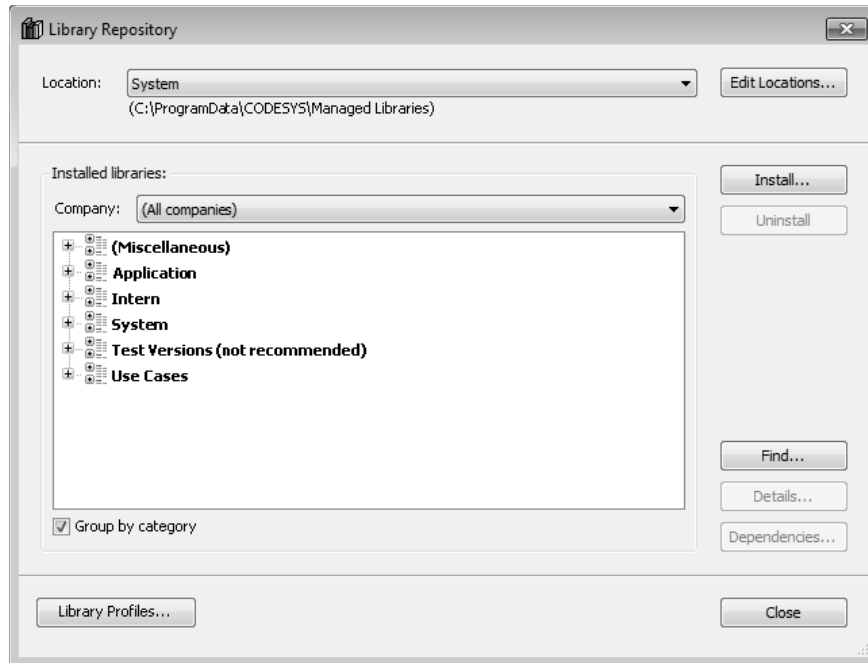 Library Repository
Location: System Edit Locations...
(C:\ProgramData\CODESYS\Managed Libraries)
Installed libraries:
Install...
Company: (All companies)
Uninstall
(Miscellaneous)
Application
Intern
System
Test Versions (not recommended)
Use Cases
Find...
Details...
Group by category
Dependencies...
Library Profiles... Close